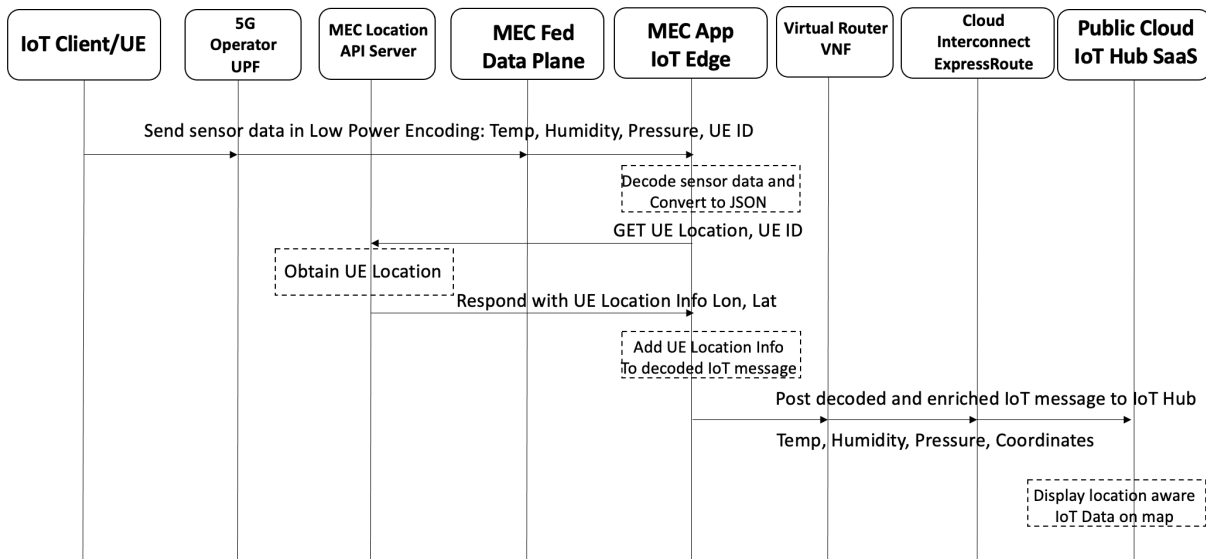 IoT Client/UE
5G
Operator
UPF
MEC Location
API Server
MEC Fed
Data Plane
MEC App
IoT Edge
Virtual Router
VNF
Cloud
Interconnect
ExpressRoute
Public Cloud
IoT Hub SaaS
Send sensor data in Low Power Encoding: Temp, Humidity, Pressure, UE ID
Decode sensor data and
Convert to JSON
GET UE Location, UE ID
Obtain UE Location
Respond with UE Location Info Lon, Lat
Add UE Location Info
To decoded IoT message
Post decoded and enriched IoT message to IoT Hub
Temp, Humidity, Pressure, Coordinates
Display location aware
IoT Data on map